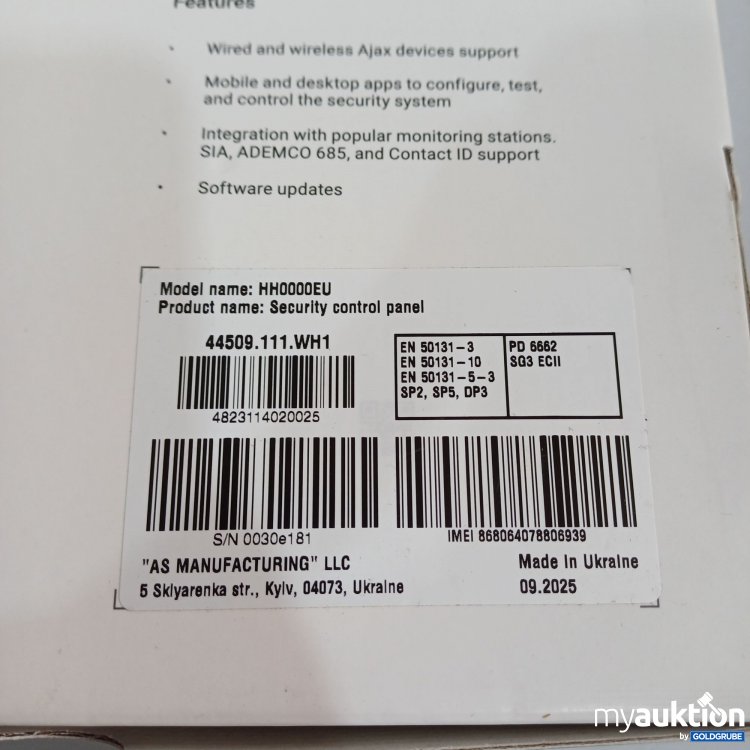 Features
• Wired and wireless Ajax devices support
• Mobile and desktop apps to configure, test,
and control the security system
• Integration with popular monitoring stations.
SIA, ADEMCO 685, and Contact ID support
• Software updates
Model name: HH0000EU
Product name: Security control panel
44509.111.WH1
4823114020025
EN 50131-3
EN 50131-10
EN 50131-5-3
SP2, SP5, DP3
PD 6662
SG3 ECII
S/N 0030e181
IMEI 868064078806939
"AS MANUFACTURING" LLC
5 Sklyarenka str., Kyiv, 04073, Ukraine
Made in Ukraine
09.2025
myauktion
by GOLDGRUBE